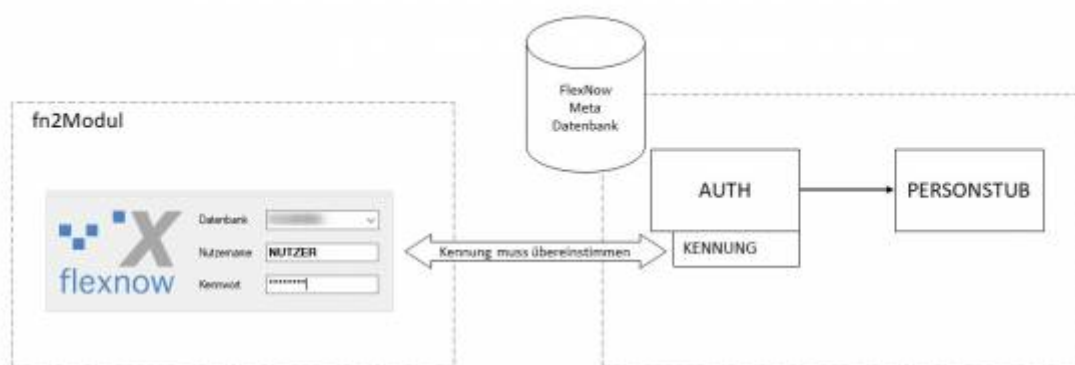 FlexNow
Meta
Datenbank
fn2Modul
AUTH
PERSONSTUB
KENNUNG
Datenbank
Nutzername NUTZER
Kennwort ********
flexnow
Kennung muss übereinstimmen